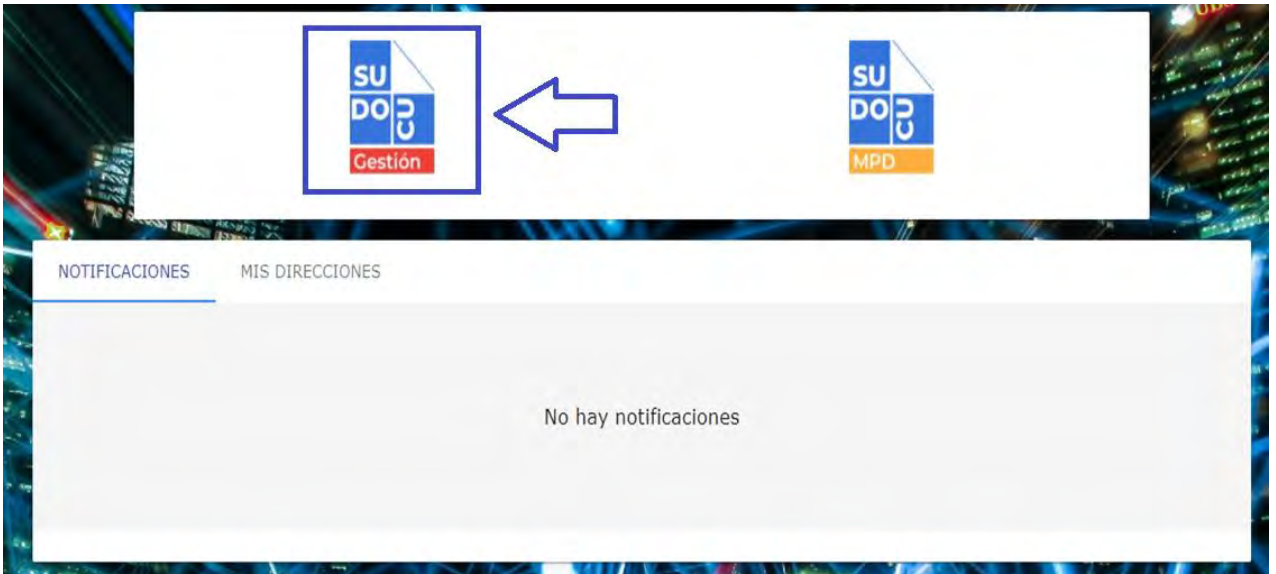 SU
DO CU
Gestión
SU
DO CU
MPD
NOTIFICACIONES MIS DIRECCIONES
No hay notificaciones